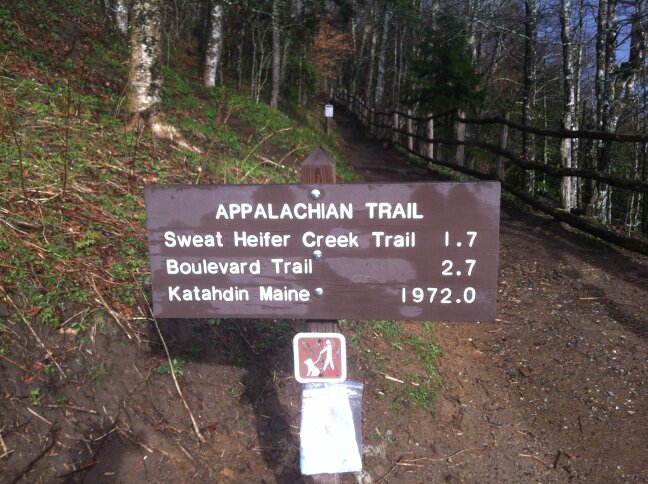 APPALACHIAN TRAIL
Sweat Heifer Creek Trail 1.7
Boulevard Trail 2.7
Katahdin Maine 1972.0